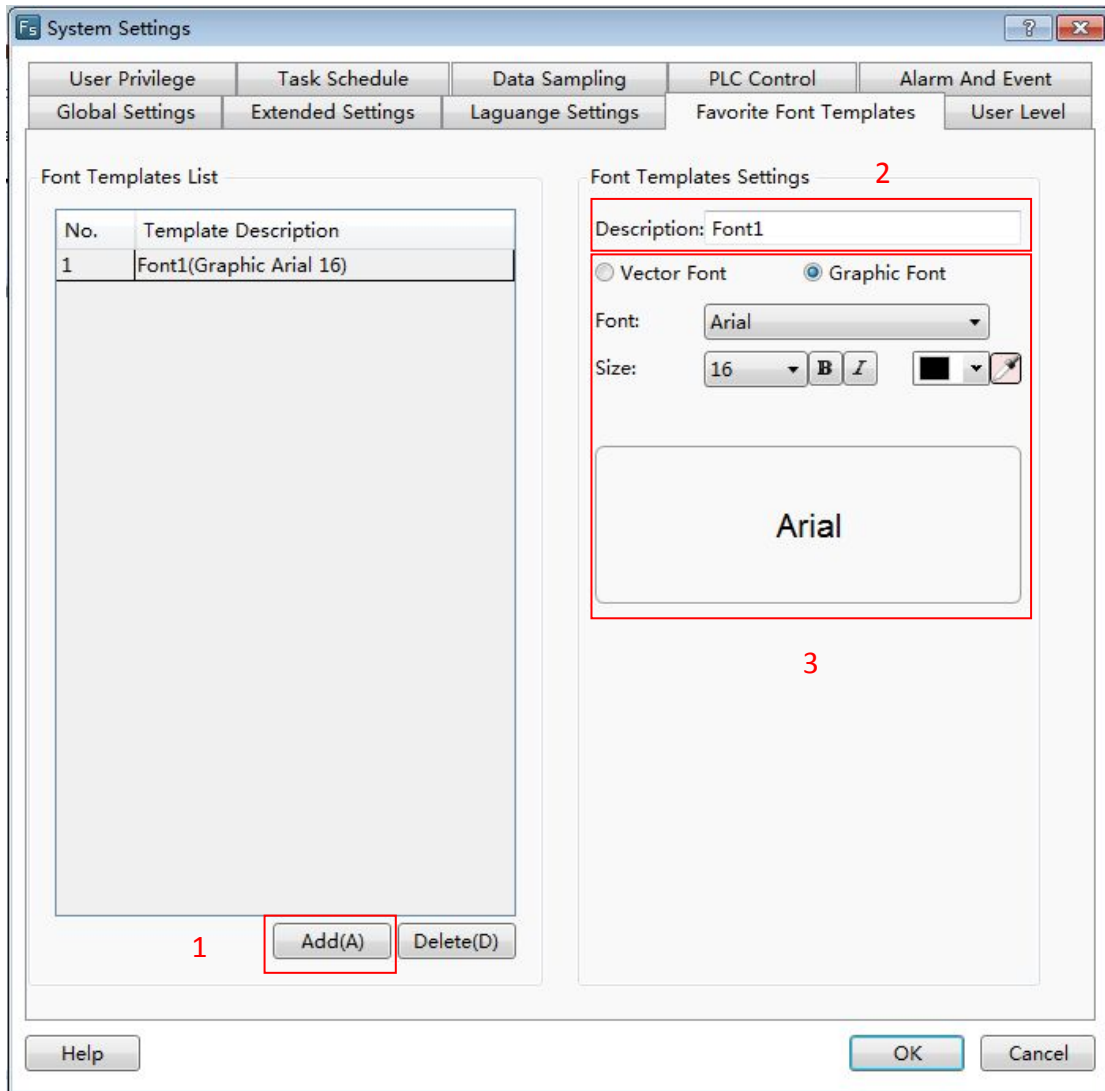 Fs System Settings
User Privilege Task Schedule Data Sampling PLC Control Alarm And Event
Global Settings Extended Settings Laguange Settings Favorite Font Templates User Level
Font Templates List
No. Template Description
1 Font1(Graphic Arial 16)
1 Add(A) Delete(D)
Font Templates Settings 2
Description: Font1
Vector Font Graphic Font
Font: Arial
Size: 16 B I
Arial
3
Help OK Cancel